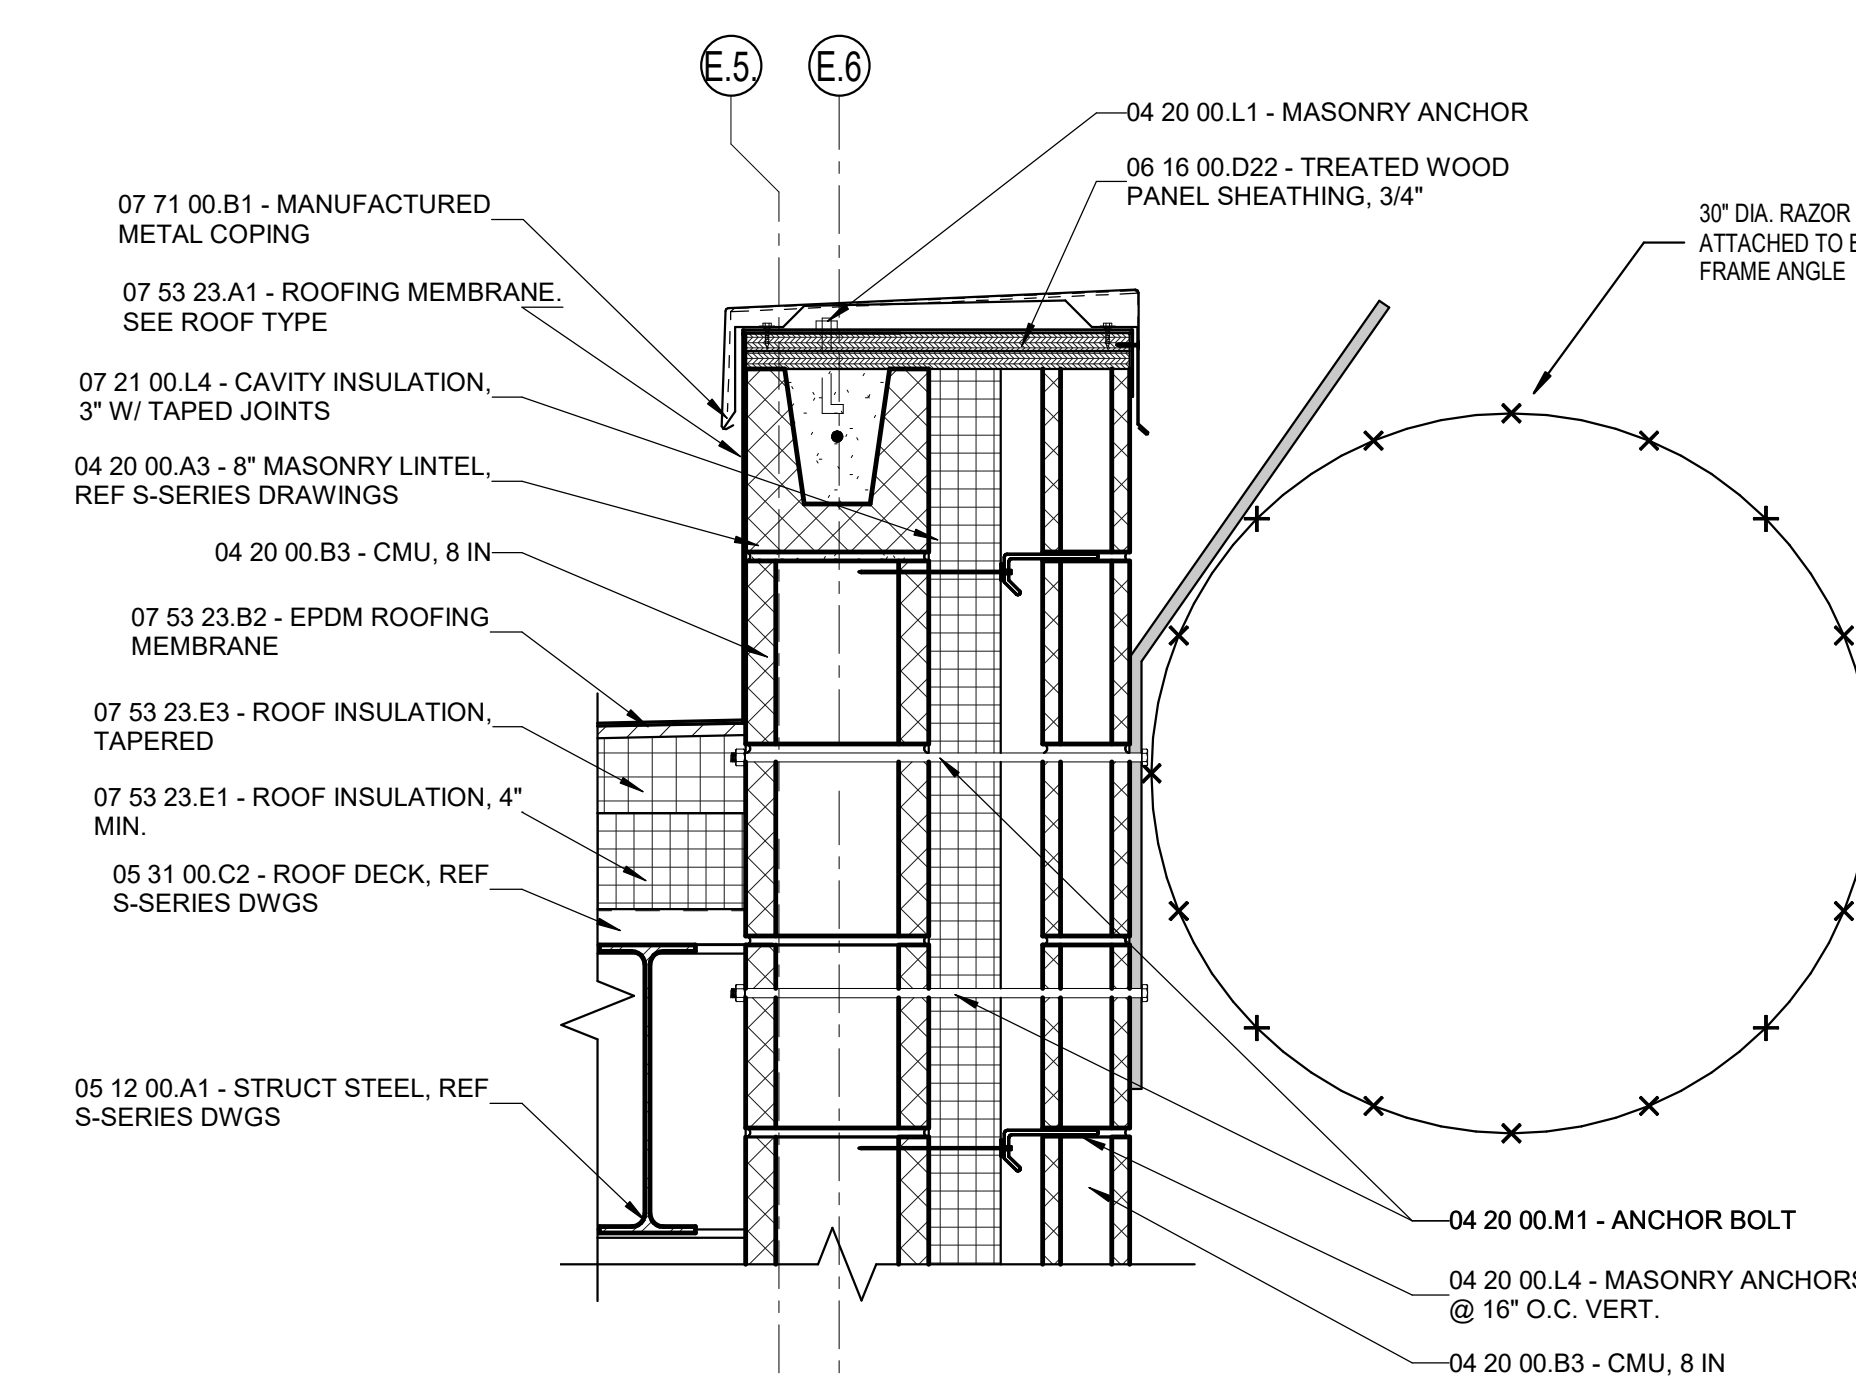 E.5.
E.6
04 20 00.L1 - MASONRY ANCHOR
06 16 00.D22 - TREATED WOOD
PANEL SHEATHING, 3/4"
30" DIA. RAZOR
ATTACHED TO
FRAME ANGLE
07 71 00.B1 - MANUFACTURED
METAL COPING
07 53 23.A1 - ROOFING MEMBRANE.
SEE ROOF TYPE
07 21 00.L4 - CAVITY INSULATION,
3" W/ TAPED JOINTS
04 20 00.A3 - 8" MASONRY LINTEL,
REF S-SERIES DRAWINGS
04 20 00.B3 - CMU, 8 IN
07 53 23.B2 - EPDM ROOFING
MEMBRANE
07 53 23.E3 - ROOF INSULATION,
TAPERED
07 53 23.E1 - ROOF INSULATION, 4"
MIN.
05 31 00.C2 - ROOF DECK, REF
S-SERIES DWGS
05 12 00.A1 - STRUCT STEEL, REF
S-SERIES DWGS
04 20 00.M1 - ANCHOR BOLT
04 20 00.L4 - MASONRY ANCHORS
@ 16" O.C. VERT.
04 20 00.B3 - CMU, 8 IN